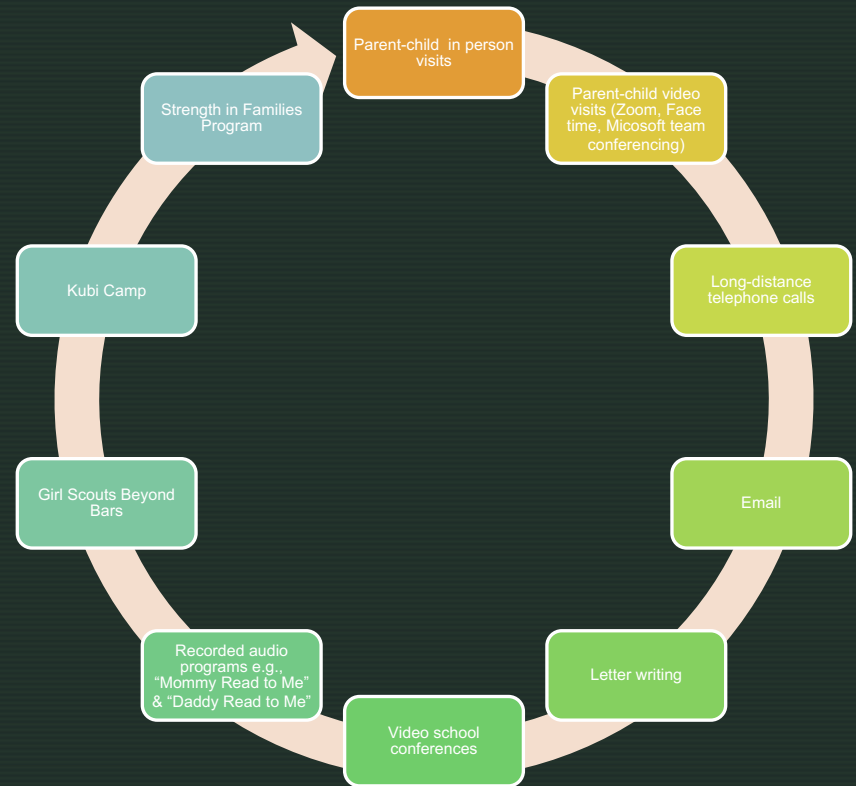 Parent-child in person
visits
Parent-child video
visits (Zoom, Face
time, Micosoft team
conferencing)
Long-distance
telephone calls
Email
Letter writing
Video school
conferences
Recorded audio
programs e.g.,
“Mommy Read to Me”
& “Daddy Read to Me”
Girl Scouts Beyond
Bars
Kubi Camp
Strength in Families
Program